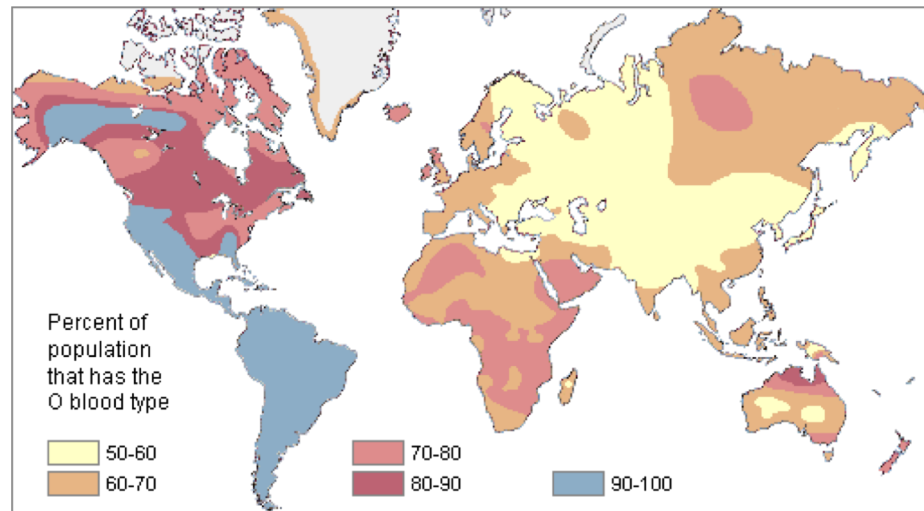 Percent of
population
that has the
O blood type
50-60
60-70
70-80
80-90
90-100